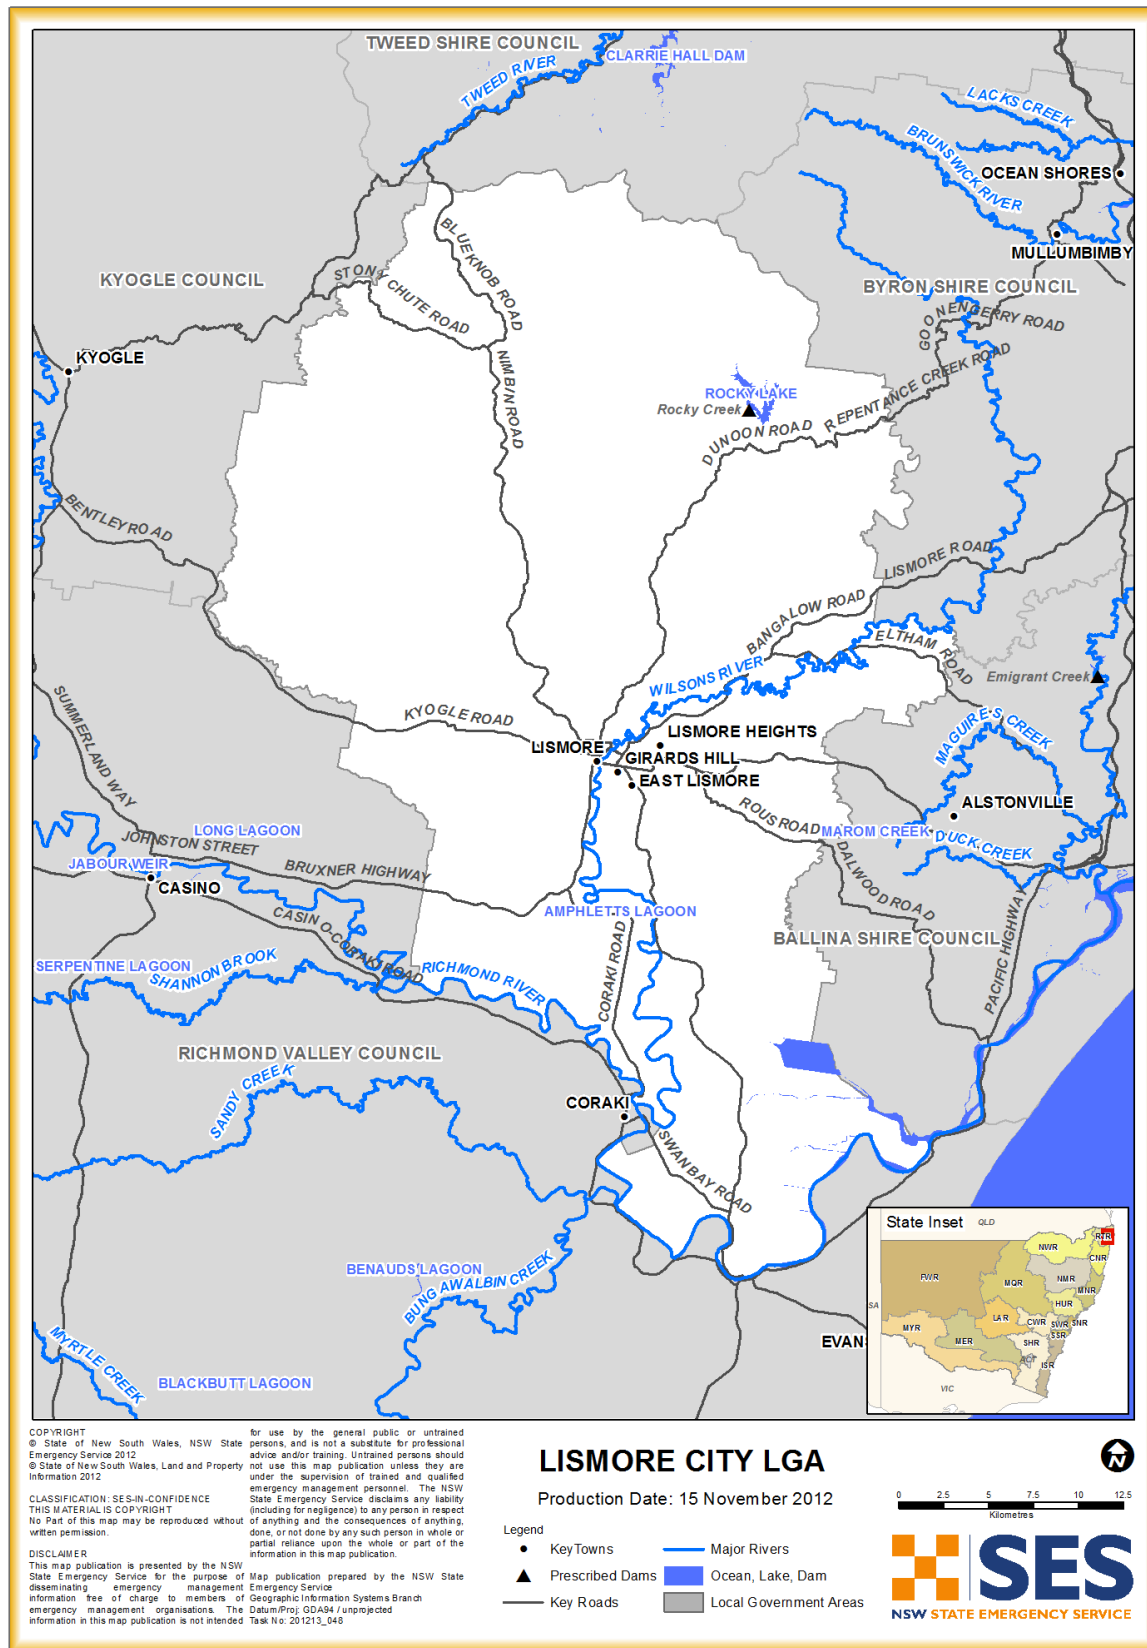 TWEED SHIRE COUNCIL
CLARRIE HALL DAM
TWEED RIVER
LACKS CREEK
BRUNSWICK RIVER
OCEAN SHORES
MULLUMBIMBY
BLUE KNOB ROAD
STONY CHUTE ROAD
KYOGLE COUNCIL
BYRON SHIRE COUNCIL
GOONENGERRY ROAD
KYOGLE
NIMBIN ROAD
REPENTANCE CREEK ROAD
ROCKY LAKE
Rocky Creek
DUNOON ROAD
BENTLEY ROAD
LISMORE ROAD
BANGALOW ROAD
ELTHAM ROAD
WILSONS RIVER
Emigrant Creek
SUMMERLAND WAY
KYOGLE ROAD
MAGUIRES CREEK
LISMORE
LISMORE HEIGHTS
GIRARDS HILL
EAST LISMORE
ALSTONVILLE
ROUS ROAD
MAROM CREEK
DUCK CREEK
LONG LAGOON
JOHNSTON STREET
JABOUR WEIR
BRUXNER HIGHWAY
CASINO
DALWOOD ROAD
CASINO-CORAKI ROAD
AMPHLETTS LAGOON
BALLINA SHIRE COUNCIL
SERPENTINE LAGOON
SHANNON BROOK
RICHMOND RIVER
CORAKI ROAD
PACIFIC HIGHWAY
RICHMOND VALLEY COUNCIL
SANDY CREEK
CORAKI
SWAN BAY ROAD
BENAUDS LAGOON
BUNGAWALBIN CREEK
MYRTLE CREEK
BLACKBUTT LAGOON
EVANS
State Inset
QLD
RTR
NWR
CNR
FWR
MQR
NMR
MNR
HUR
SA
LAR
CWR
SWR
SNR
MYR
MER
SHR
SSR
ACT
ISR
VIC
COPYRIGHT
© State of New South Wales, NSW State
Emergency Service 2012
© State of New South Wales, Land and Property
Information 2012
CLASSIFICATION: SES-IN-CONFIDENCE
THIS MATERIAL IS COPYRIGHT
No Part of this map may be reproduced without
written permission.
DISCLAIMER
This map publication is presented by the NSW
State Emergency Service for the purpose of
disseminating emergency management
information free of charge to members of
emergency management organisations. The
information in this map publication is not intended
for use by the general public or untrained
persons, and is not a substitute for professional
advice and/or training. Untrained persons should
not use this map publication unless they are
under the supervision of trained and qualified
emergency management personnel. The NSW
State Emergency Service disclaims any liability
(including for negligence) to any person in respect
of anything and the consequences of anything,
done, or not done by any such person in whole or
partial reliance upon the whole or part of the
information in this map publication.
Map publication prepared by the NSW State
Emergency Service
Geographic Information Systems Branch
Datum/Proj: GDA94 / unprojected
Task No: 201213_048
LISMORE CITY LGA
Production Date: 15 November 2012
Legend
Key Towns
Prescribed Dams
Key Roads
Major Rivers
Ocean, Lake, Dam
Local Government Areas
N
0 2.5 5 7.5 10 12.5
Kilometres
SES
NSW STATE EMERGENCY SERVICE